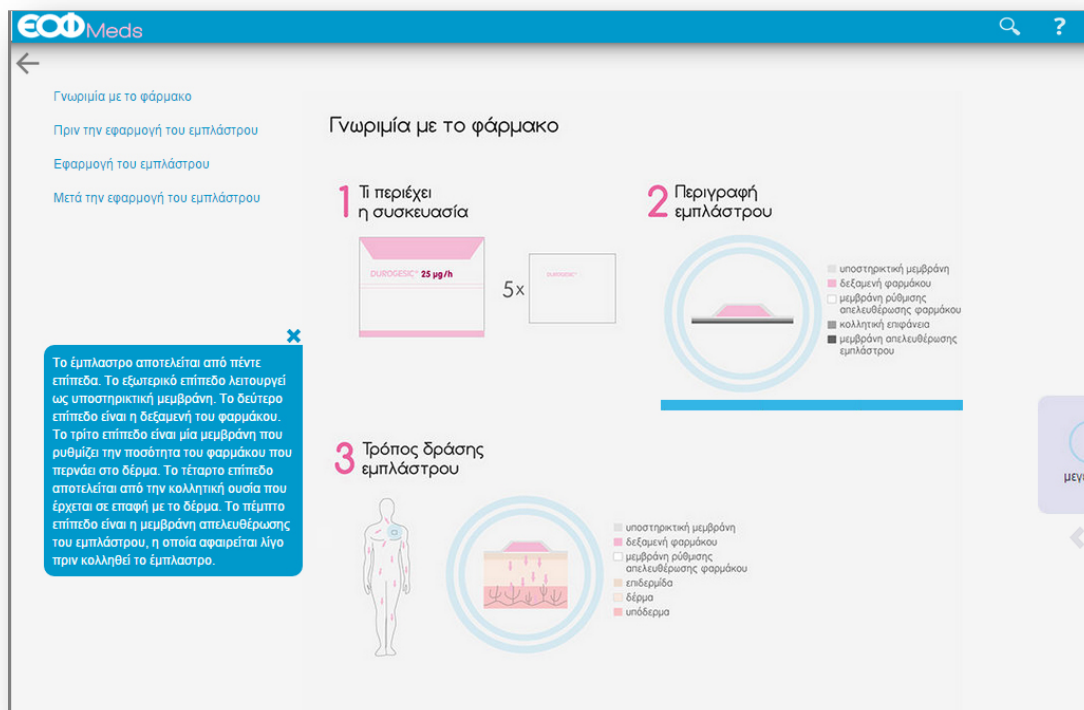 ΕΟΦMeds
?
Γνωριμία με το φάρμακο
Πριν την εφαρμογή του εμπλάστρου
Εφαρμογή του εμπλάστρου
Μετά την εφαρμογή του εμπλάστρου
Το έμπλαστρο αποτελείται από πέντε
επίπεδα. Το εξωτερικό επίπεδο λειτουργεί
ως υποστηρικτική μεμβράνη. Το δεύτερο
επίπεδο είναι η δεξαμενή του φαρμάκου.
Το τρίτο επίπεδο είναι μία μεμβράνη που
ρυθμίζει την ποσότητα του φαρμάκου που
περνάει στο δέρμα. Το τέταρτο επίπεδο
αποτελείται από την κολλητική ουσία που
έρχεται σε επαφή με το δέρμα. Το πέμπτο
επίπεδο είναι η μεμβράνη απελευθέρωσης
του εμπλάστρου, η οποία αφαιρείται λίγο
πριν κολληθεί το έμπλαστρο.
Γνωριμία με το φάρμακο
1 Τι περιέχει
η συσκευασία
DUROGESIC® 25 μg/h
5x
DUROGESIC®
2 Περιγραφή
εμπλάστρου
υποστηρικτική μεμβράνη
δεξαμενή φαρμάκου
μεμβράνη ρύθμισης
απελευθέρωσης φαρμάκου
κολλητική επιφάνεια
μεμβράνη απελευθέρωσης
εμπλάστρου
3 Τρόπος δράσης
εμπλάστρου
υποστηρικτική μεμβράνη
δεξαμενή φαρμάκου
μεμβράνη ρύθμισης
απελευθέρωσης φαρμάκου
επιδερμίδα
δέρμα
υπόδερμα